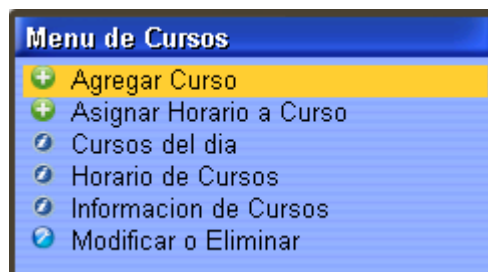 Menu de Cursos
Agregar Curso
Asignar Horario a Curso
Cursos del dia
Horario de Cursos
Informacion de Cursos
Modificar o Eliminar